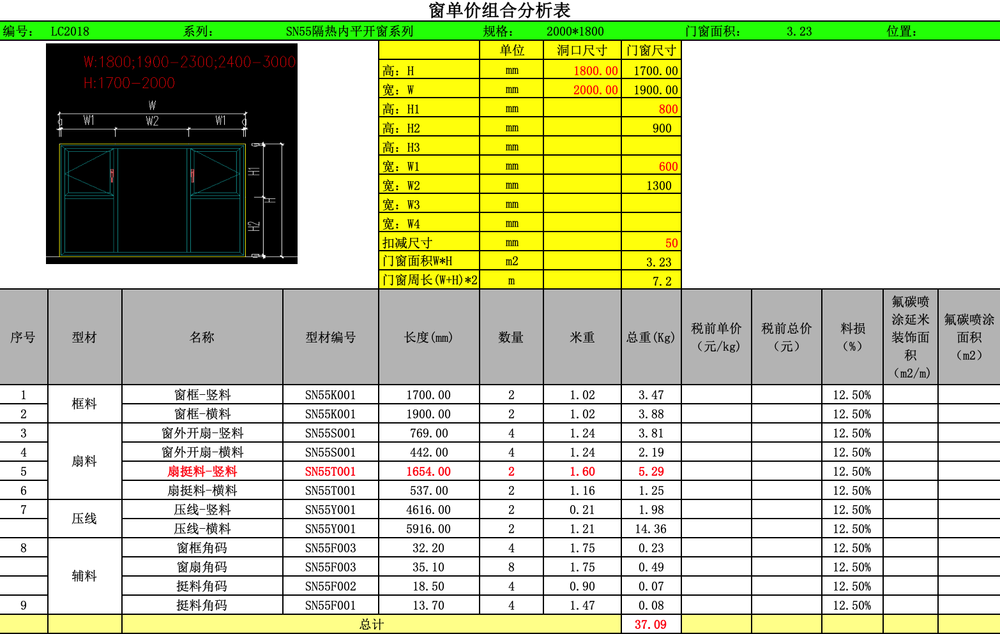 窗单价组合分析表
编号: LC2018 系列: SN55隔热内平开窗系列 规格: 2000*1800 门窗面积: 3.23 位置:
W:1800;1900-2300;2400-3000
H:1700-2000
W
W1 W2 W1
H1
H
H2
单位 洞口尺寸 门窗尺寸
高: H mm 1800.00 1700.00
宽: W mm 2000.00 1900.00
高: H1 mm 800
高: H2 mm 900
高: H3 mm
宽: W1 mm 600
宽: W2 mm 1300
宽: W3 mm
宽: W4 mm
扣减尺寸 mm 50
门窗面积W*H m2 3.23
门窗周长(W+H)*2 m 7.2
序号 型材 名称 型材编号 长度(mm) 数量 米重 总重(Kg) 税前单价（元/kg) 税前总价（元） 料损（%） 氟碳喷涂延米装饰面积（m2/m) 氟碳喷涂面积（m2）
1 框料 窗框-竖料 SN55K001 1700.00 2 1.02 3.47 12.50%
2 窗框-横料 SN55K001 1900.00 2 1.02 3.88 12.50%
3 扇料 窗外开扇-竖料 SN55S001 769.00 4 1.24 3.81 12.50%
4 窗外开扇-横料 SN55S001 442.00 4 1.24 2.19 12.50%
5 扇挺料-竖料 SN55T001 1654.00 2 1.60 5.29 12.50%
6 扇挺料-横料 SN55T001 537.00 2 1.16 1.25 12.50%
7 压线 压线-竖料 SN55Y001 4616.00 2 0.21 1.98 12.50%
压线-横料 SN55Y001 5916.00 2 1.21 14.36 12.50%
8 辅料 窗框角码 SN55F003 32.20 4 1.75 0.23 12.50%
窗扇角码 SN55F003 35.10 8 1.75 0.49 12.50%
挺料角码 SN55F002 18.50 4 0.90 0.07 12.50%
9 挺料角码 SN55F001 13.70 4 1.47 0.08 12.50%
总计 37.09